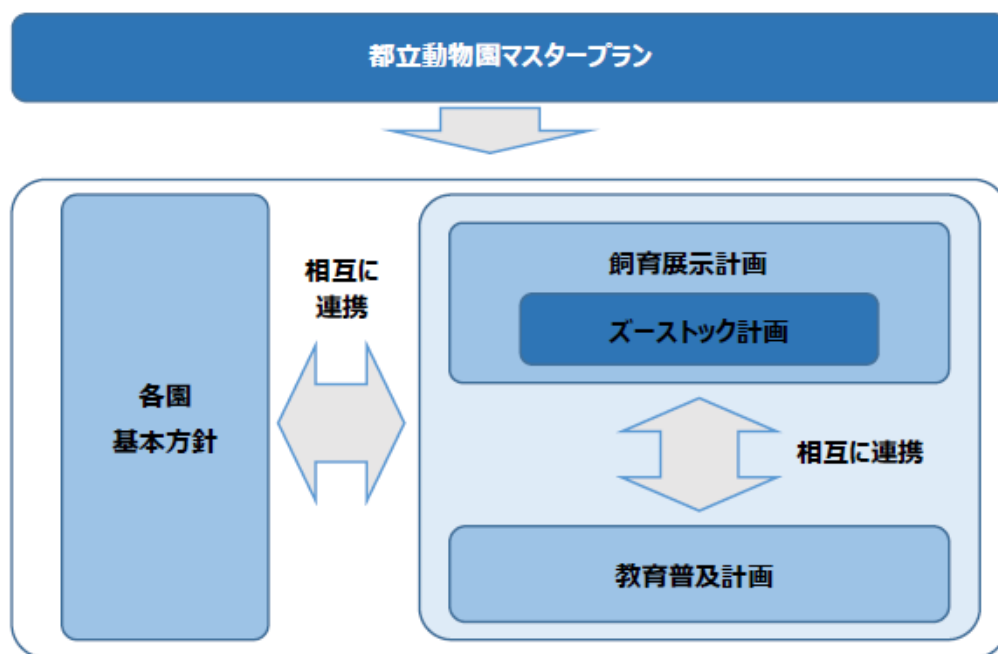 都立動物園マスタープラン
相互に
連携
各園
基本方針
飼育展示計画
ズーストック計画
相互に連携
教育普及計画